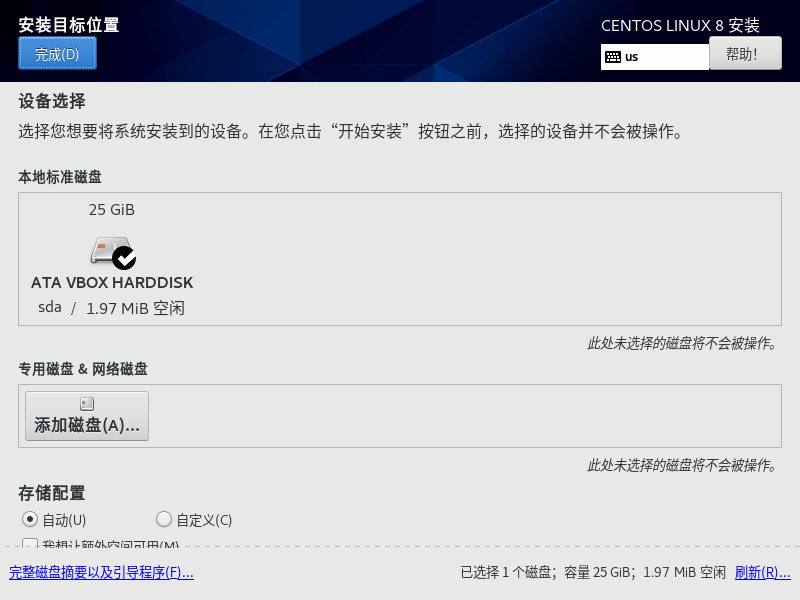 安装目标位置
CENTOS LINUX 8 安装
完成(D)
us
帮助！
设备选择
选择您想要将系统安装到的设备。在您点击“开始安装”按钮之前，选择的设备并不会被操作。
本地标准磁盘
25 GiB
ATA VBOX HARDDISK
sda / 1.97 MiB 空闲
此处未选择的磁盘将不会被操作。
专用磁盘 & 网络磁盘
添加磁盘(A)...
此处未选择的磁盘将不会被操作。
存储配置
自动(U) 自定义(C)
我想让额外空间可用(M)
完整磁盘摘要以及引导程序(F)... 已选择 1 个磁盘；容量 25 GiB；1.97 MiB 空闲 刷新(R)...